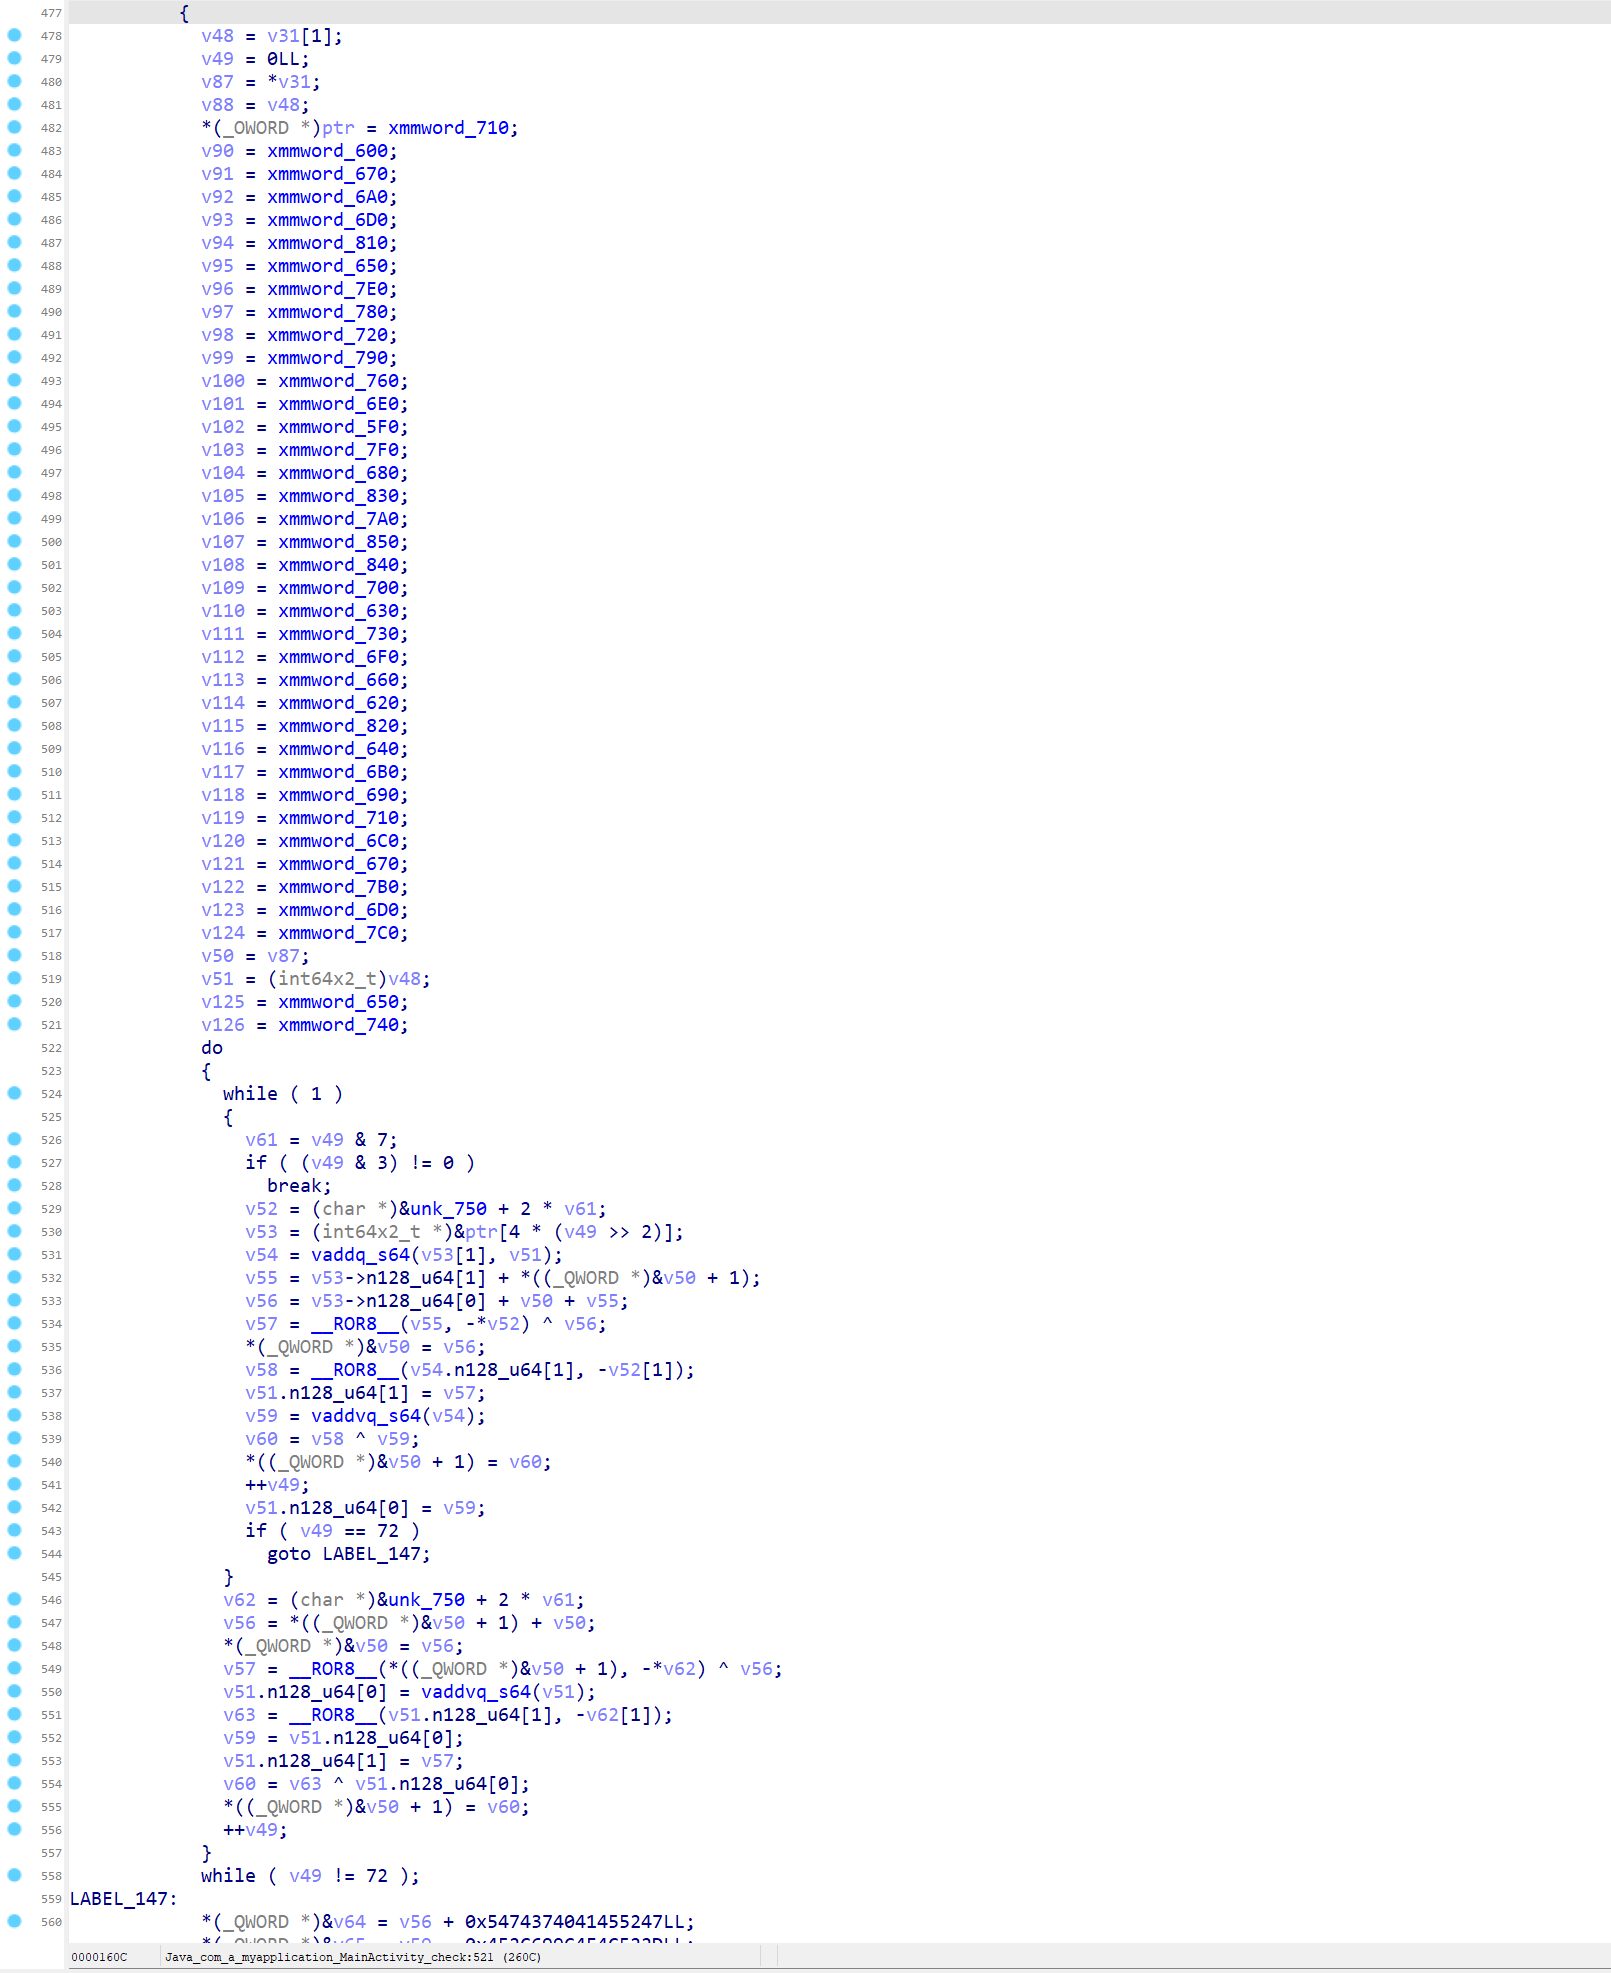 477 {
478 v48 = v31[1];
479 v49 = 0LL;
480 v87 = *v31;
481 v88 = v48;
482 *(_OWORD *)ptr = xmmword_710;
483 v90 = xmmword_600;
484 v91 = xmmword_670;
485 v92 = xmmword_6A0;
486 v93 = xmmword_6D0;
487 v94 = xmmword_810;
488 v95 = xmmword_650;
489 v96 = xmmword_7E0;
490 v97 = xmmword_780;
491 v98 = xmmword_720;
492 v99 = xmmword_790;
493 v100 = xmmword_760;
494 v101 = xmmword_6E0;
495 v102 = xmmword_5F0;
496 v103 = xmmword_7F0;
497 v104 = xmmword_680;
498 v105 = xmmword_830;
499 v106 = xmmword_7A0;
500 v107 = xmmword_850;
501 v108 = xmmword_840;
502 v109 = xmmword_700;
503 v110 = xmmword_630;
504 v111 = xmmword_730;
505 v112 = xmmword_6F0;
506 v113 = xmmword_660;
507 v114 = xmmword_620;
508 v115 = xmmword_820;
509 v116 = xmmword_640;
510 v117 = xmmword_6B0;
511 v118 = xmmword_690;
512 v119 = xmmword_710;
513 v120 = xmmword_6C0;
514 v121 = xmmword_670;
515 v122 = xmmword_7B0;
516 v123 = xmmword_6D0;
517 v124 = xmmword_7C0;
518 v50 = v87;
519 v51 = (int64x2_t)v48;
520 v125 = xmmword_650;
521 v126 = xmmword_740;
522 do
523 {
524 while ( 1 )
525 {
526 v61 = v49 & 7;
527 if ( (v49 & 3) != 0 )
528 break;
529 v52 = (char *)&unk_750 + 2 * v61;
530 v53 = (int64x2_t *)&ptr[4 * (v49 >> 2)];
531 v54 = vaddq_s64(v53[1], v51);
532 v55 = v53->n128_u64[1] + *((_QWORD *)&v50 + 1);
533 v56 = v53->n128_u64[0] + v50 + v55;
534 v57 = __ROR8__(v55, -*v52) ^ v56;
535 *(_QWORD *)&v50 = v56;
536 v58 = __ROR8__(v54.n128_u64[1], -v52[1]);
537 v51.n128_u64[1] = v57;
538 v59 = vaddvq_s64(v54);
539 v60 = v58 ^ v59;
540 *((_QWORD *)&v50 + 1) = v60;
541 ++v49;
542 v51.n128_u64[0] = v59;
543 if ( v49 == 72 )
544 goto LABEL_147;
545 }
546 v62 = (char *)&unk_750 + 2 * v61;
547 v56 = *((_QWORD *)&v50 + 1) + v50;
548 *(_QWORD *)&v50 = v56;
549 v57 = __ROR8__(*((_QWORD *)&v50 + 1), -*v62) ^ v56;
550 v51.n128_u64[0] = vaddvq_s64(v51);
551 v63 = __ROR8__(v51.n128_u64[1], -v62[1]);
552 v59 = v51.n128_u64[0];
553 v51.n128_u64[1] = v57;
554 v60 = v63 ^ v51.n128_u64[0];
555 *((_QWORD *)&v50 + 1) = v60;
556 ++v49;
557 }
558 while ( v49 != 72 );
559 LABEL_147:
560 *(_QWORD *)&v64 = v56 + 0x5474374041455247LL;
0000160C Java_com_a_myapplication_MainActivity_check:521 (260C)